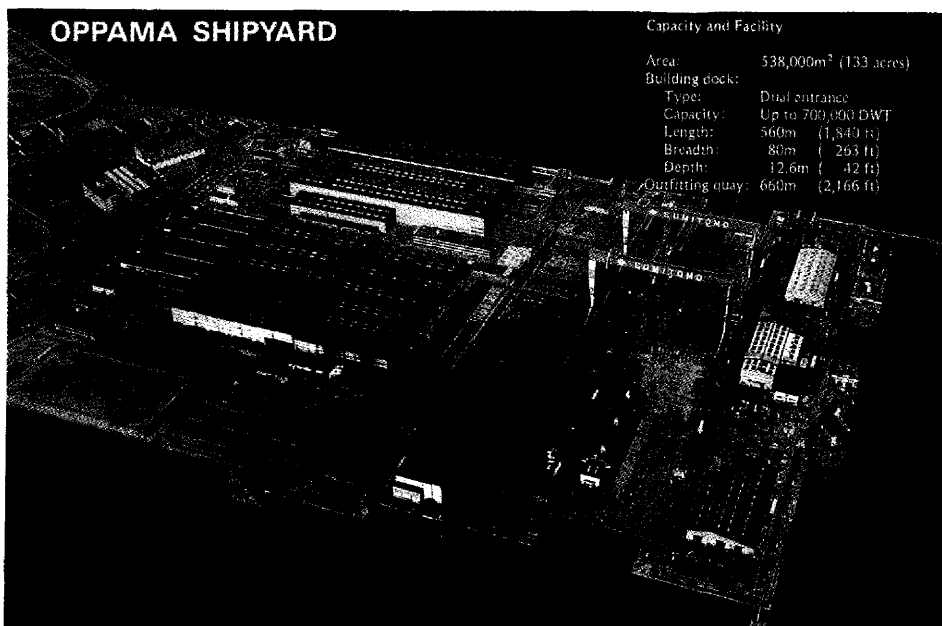 OPPAMA SHIPYARD
Capacity and Facility
Area: 538,000m² (133 acres)
Building dock:
Type: Dual entrance
Capacity: Up to 700,000 DWT
Length: 560m (1,840 ft)
Breadth: 80m ( 263 ft)
Depth: 12.6m ( 42 ft)
Outfitting quay: 660m (2,166 ft)
SUMITOMO
SUMITOMO